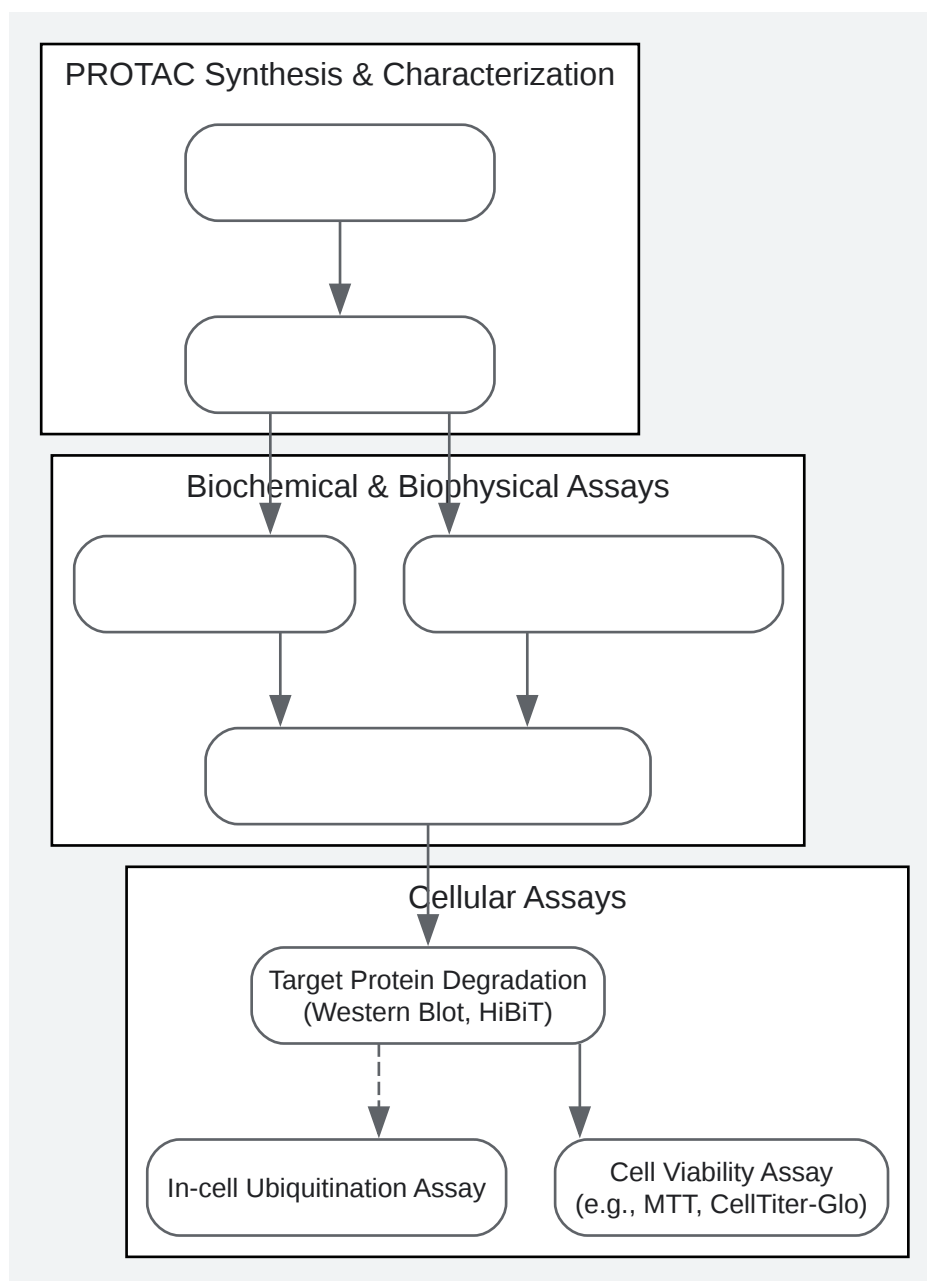 PROTAC Synthesis & Characterization
Biochemical & Biophysical Assays
Cellular Assays
Target Protein Degradation
(Western Blot, HiBiT)
In-cell Ubiquitination Assay
Cell Viability Assay
(e.g., MTT, CellTiter-Glo)